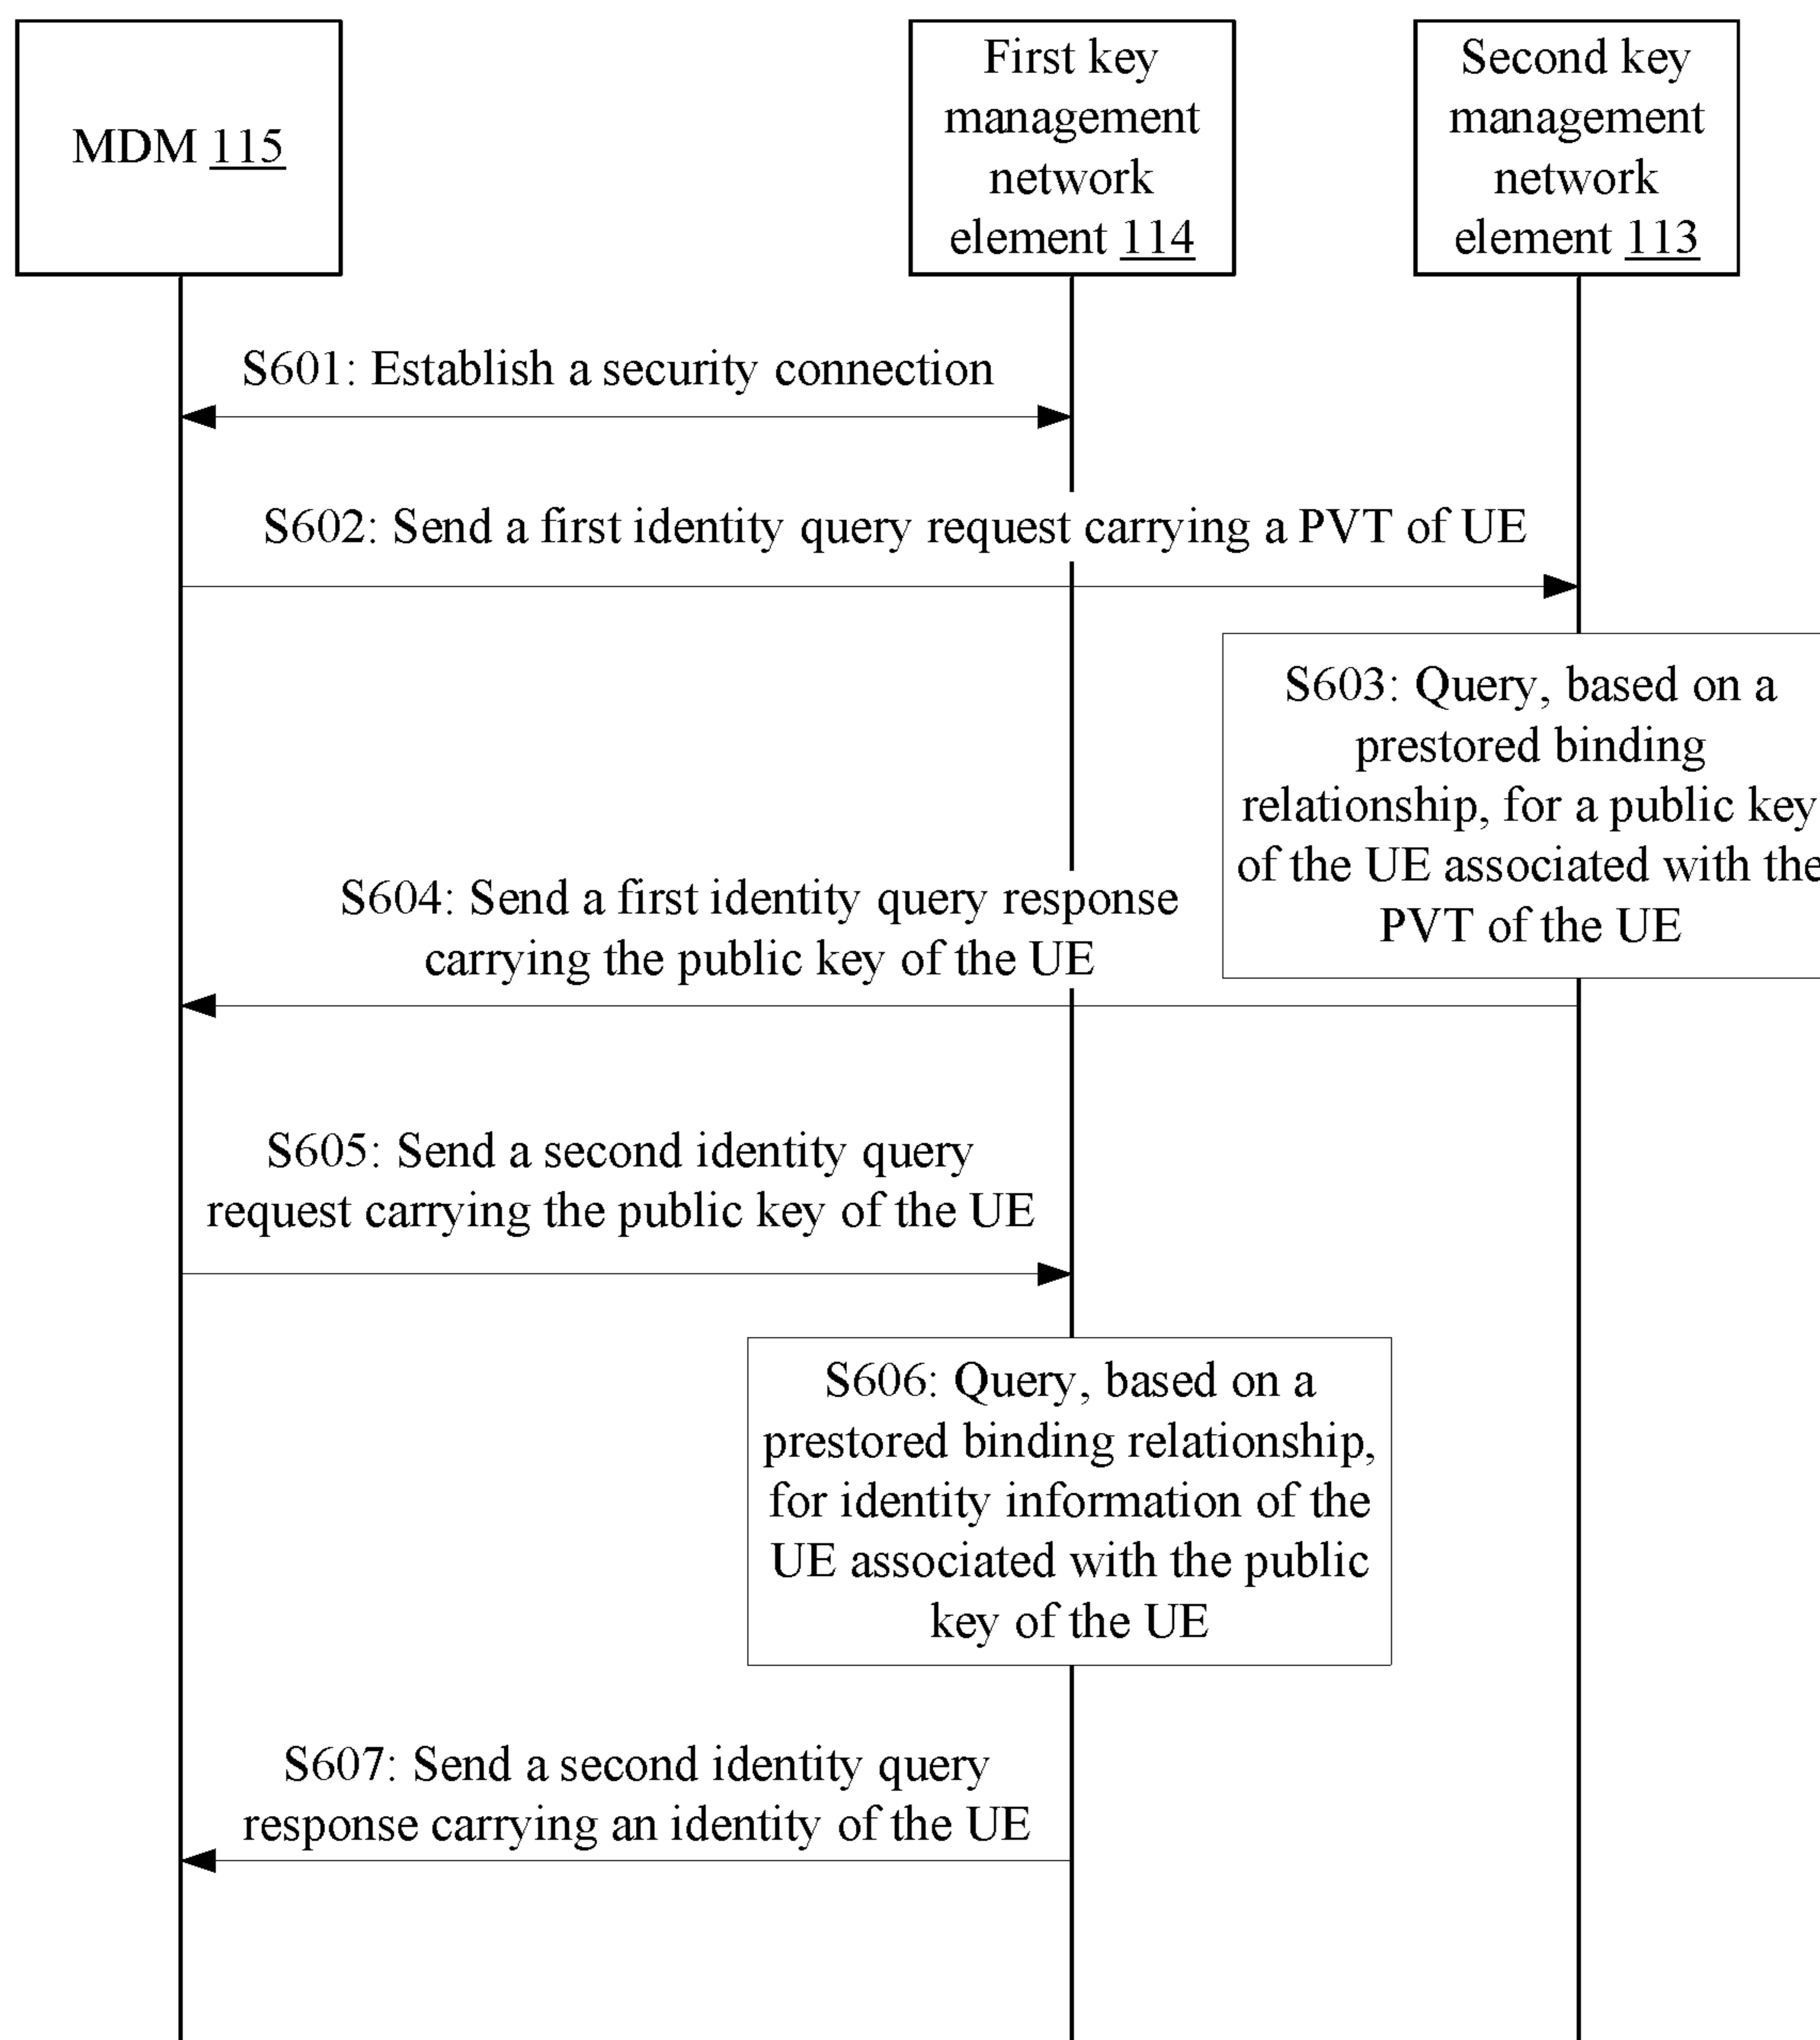 MDM 115
First key
management
network
element 114
Second key
management
network
element 113
S601: Establish a security connection
S602: Send a first identity query request carrying a PVT of UE
S603: Query, based on a
prestored binding
relationship, for a public key
of the UE associated with the
PVT of the UE
S604: Send a first identity query response
carrying the public key of the UE
S605: Send a second identity query
request carrying the public key of the UE
S606: Query, based on a
prestored binding relationship,
for identity information of the
UE associated with the public
key of the UE
S607: Send a second identity query
response carrying an identity of the UE